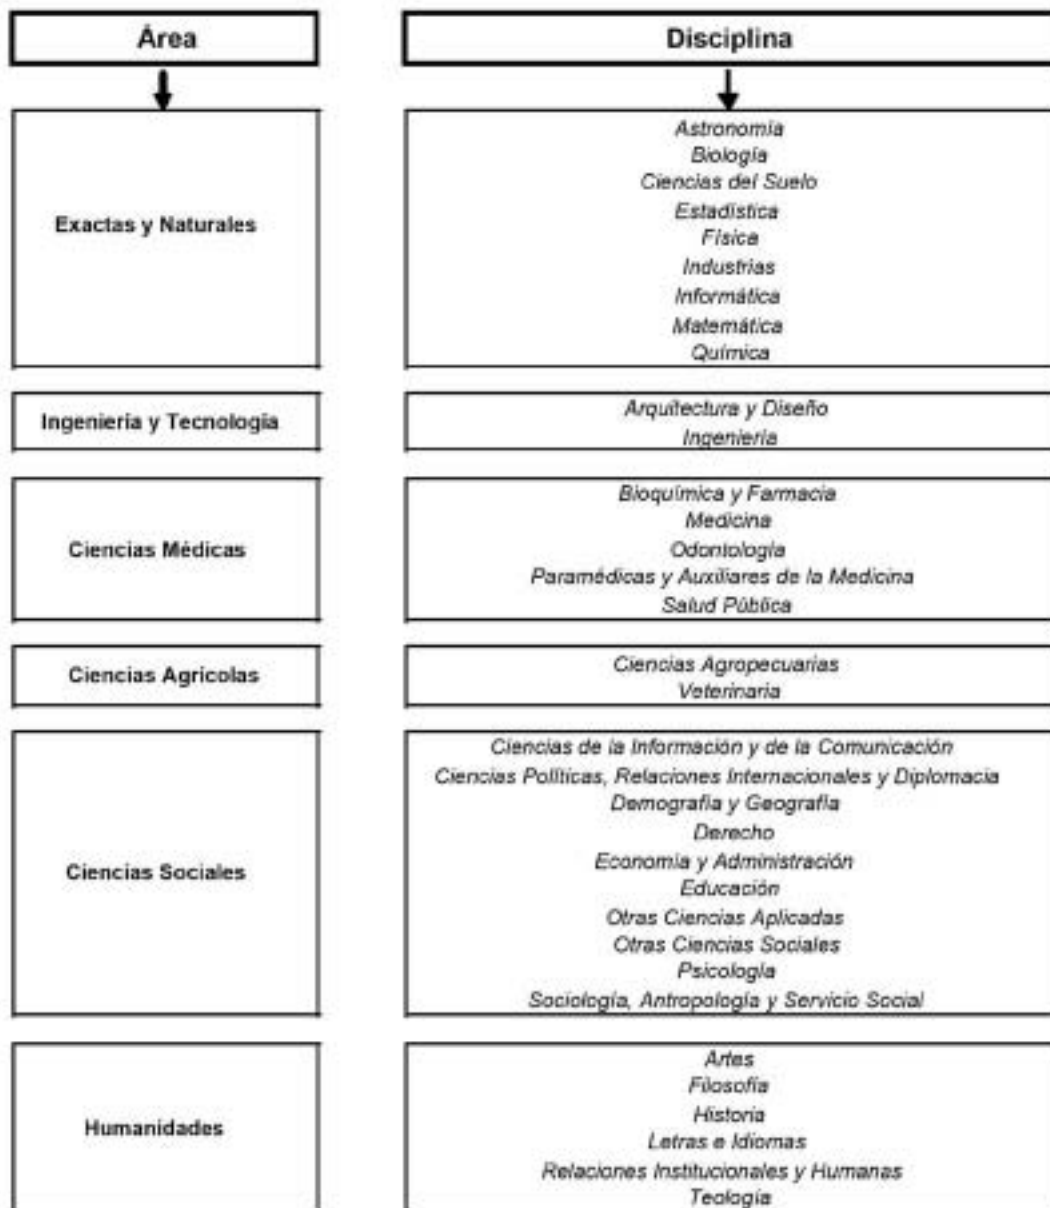 Área
Disciplina
Exactas y Naturales
Astronomía
Biología
Ciencias del Suelo
Estadística
Física
Industrias
Informática
Matemática
Química
Ingeniería y Tecnología
Arquitectura y Diseño
Ingeniería
Ciencias Médicas
Bioquímica y Farmacia
Medicina
Odontología
Paramédicas y Auxiliares de la Medicina
Salud Pública
Ciencias Agrícolas
Ciencias Agropecuarias
Veterinaria
Ciencias Sociales
Ciencias de la Información y de la Comunicación
Ciencias Políticas, Relaciones Internacionales y Diplomacia
Demografía y Geografía
Derecho
Economía y Administración
Educación
Otras Ciencias Aplicadas
Otras Ciencias Sociales
Psicología
Sociología, Antropología y Servicio Social
Humanidades
Artes
Filosofía
Historia
Letras e Idiomas
Relaciones Institucionales y Humanas
Teología